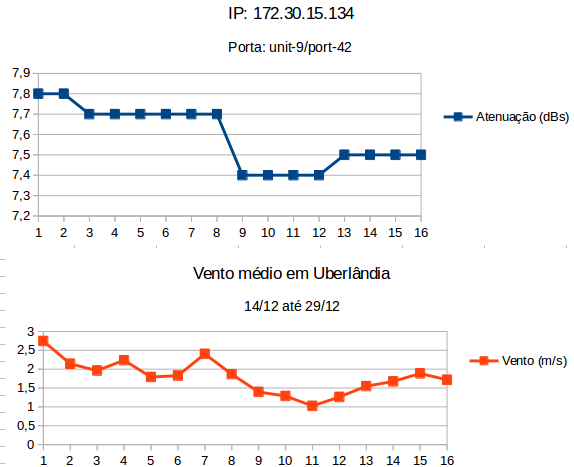 IP: 172.30.15.134
Porta: unit-9/port-42
7,9
7,8
7,7
7,6
7,5
7,4
7,3
7,2
1 2 3 4 5 6 7 8 9 10 11 12 13 14 15 16
Atenuação (dBs)
Vento médio em Uberlândia
14/12 até 29/12
3
2,5
2
1,5
1
0,5
0
1 2 3 4 5 6 7 8 9 10 11 12 13 14 15 16
Vento (m/s)